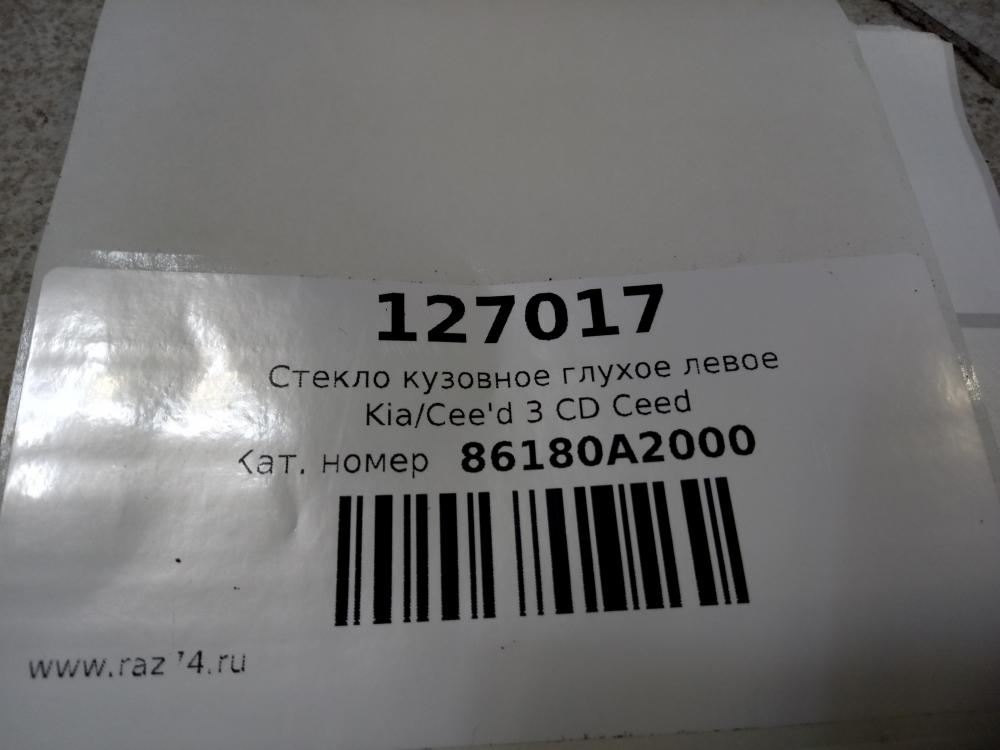 127017
Стекло кузовное глухое левое
Kia/Cee'd 3 CD Ceed
Кат. номер 86180A2000